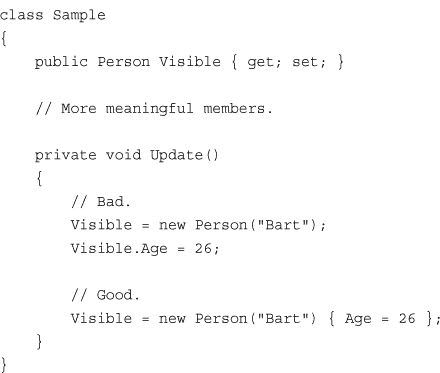 class Sample
{
    public Person Visible { get; set; }

    // More meaningful members.

    private void Update()
    {
        // Bad.
        Visible = new Person("Bart");
        Visible.Age = 26;

        // Good.
        Visible = new Person("Bart") { Age = 26 };
    }
}